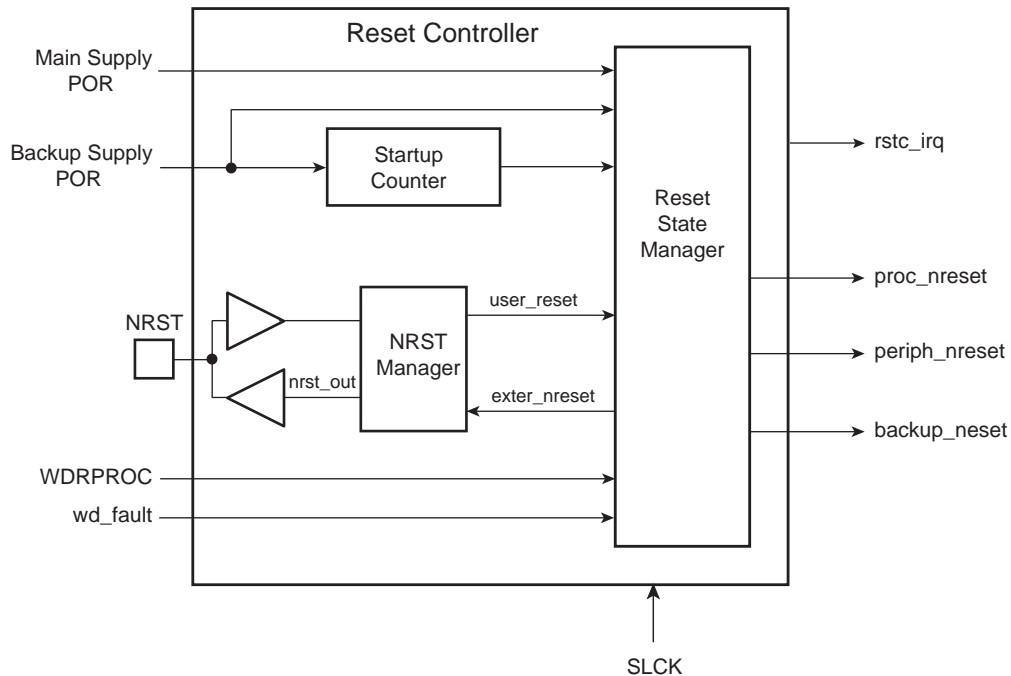 Reset Controller
Main Supply
POR
Backup Supply
POR
Startup
Counter
rstc_irq
Reset
State
Manager
proc_nreset
user_reset
NRST
NRST
Manager
periph_nreset
nrst_out
exter_nreset
backup_neset
WDRPROC
wd_fault
SLCK